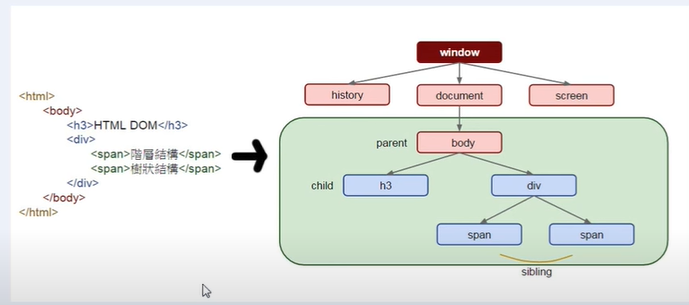 <html>
<body>
<h3>HTML DOM</h3>
<div>
<span>階層結構</span>
<span>樹狀結構</span>
</div>
</body>
</html>
window
history document screen
parent body
child h3 div
span span
sibling